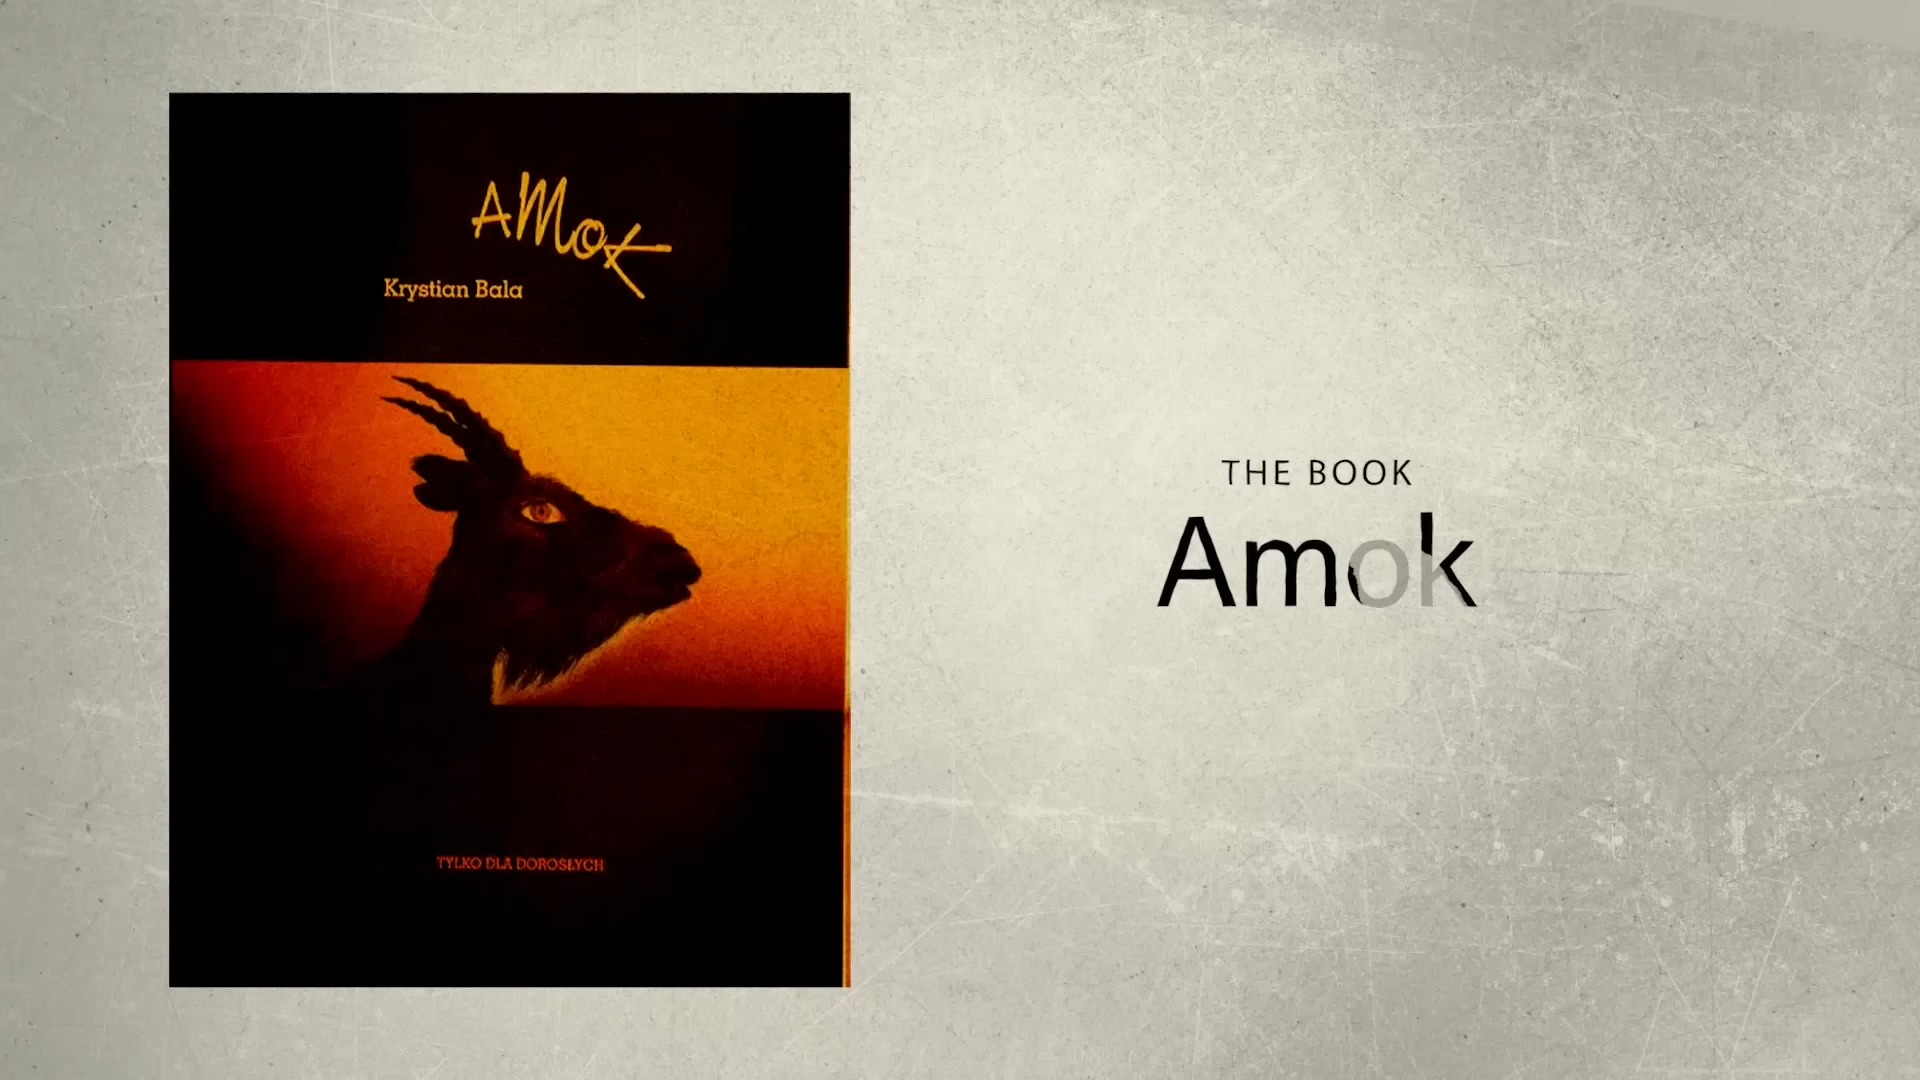 AMOK
Krystian Bala
TYLKO DLA DOROSŁYCH
THE BOOK
Amok